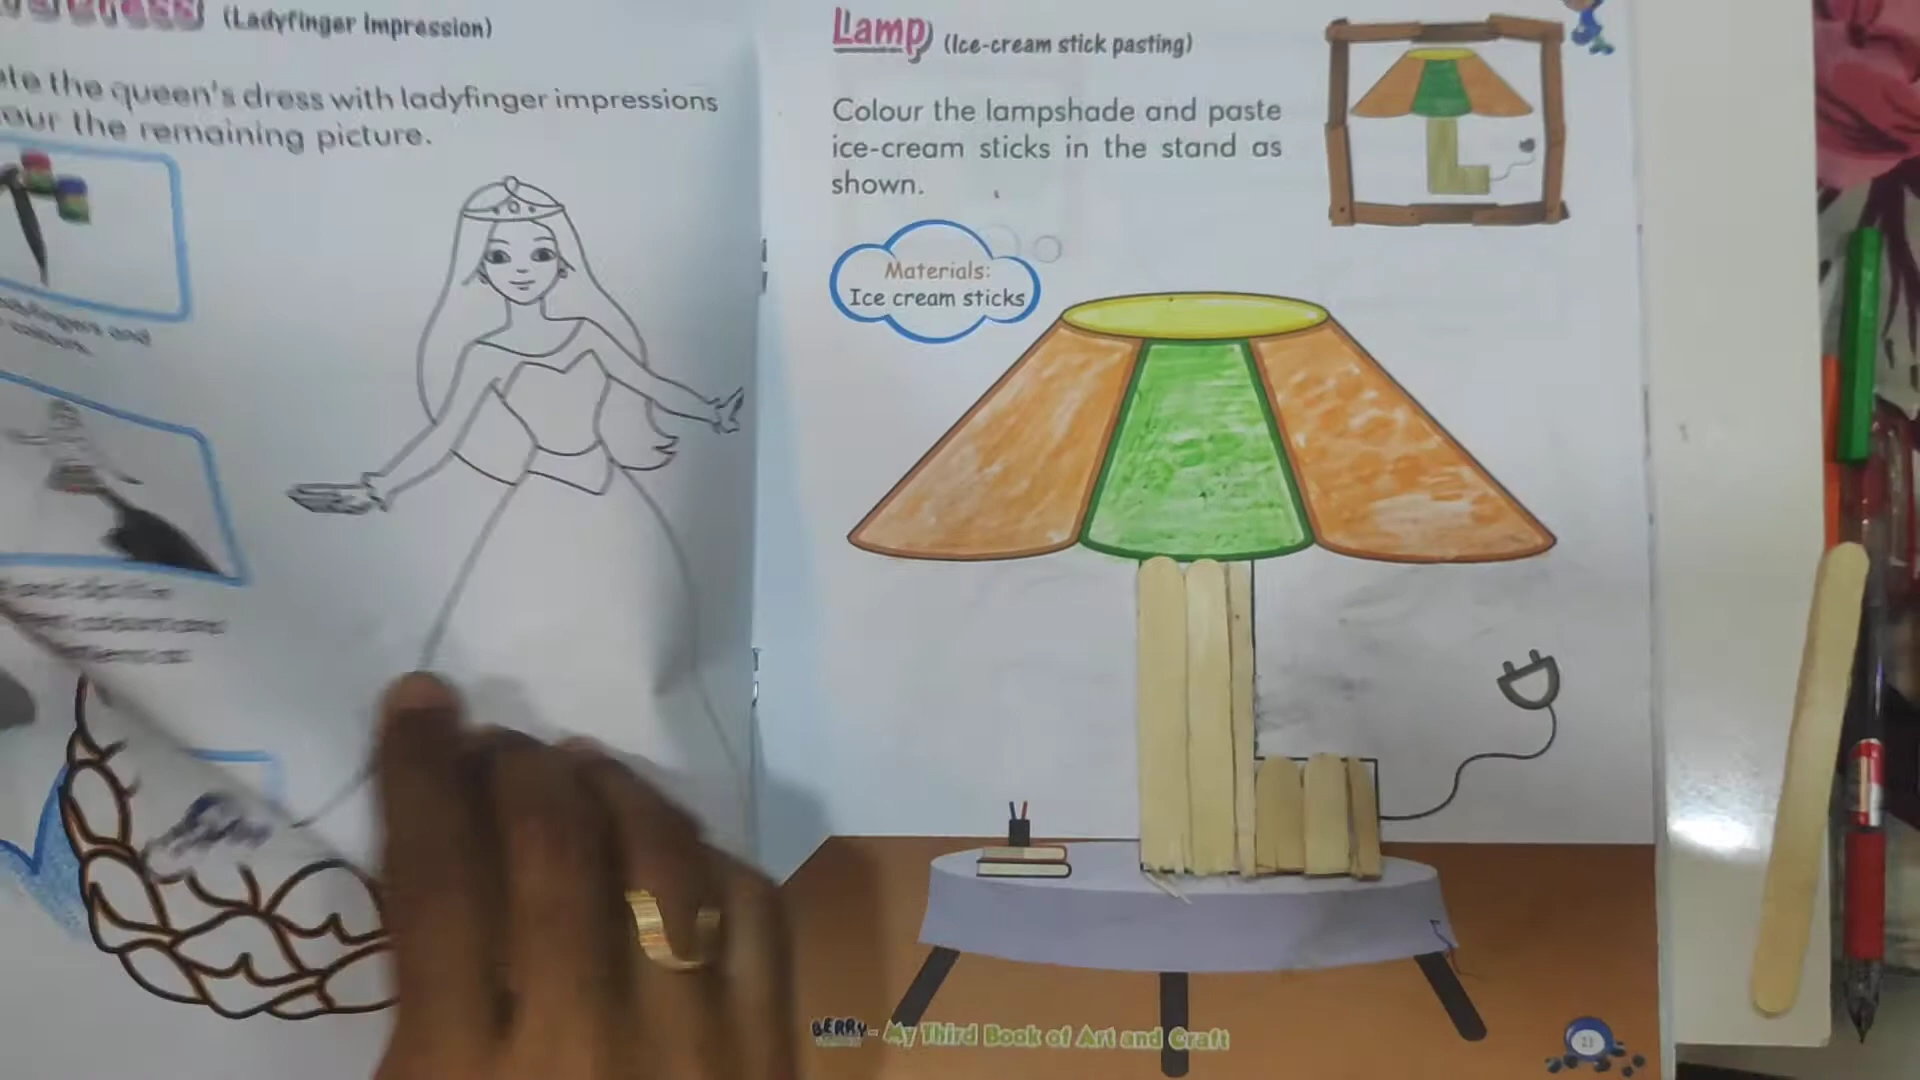 (Ladyfinger Impression)
the queen's dress with ladyfinger impressions
the remaining picture.
and
Lamp (Ice-cream stick pasting)
Colour the lampshade and paste
ice-cream sticks in the stand as
shown.
Materials:
Ice cream sticks
BERRY - My Third Book of Art and Craft